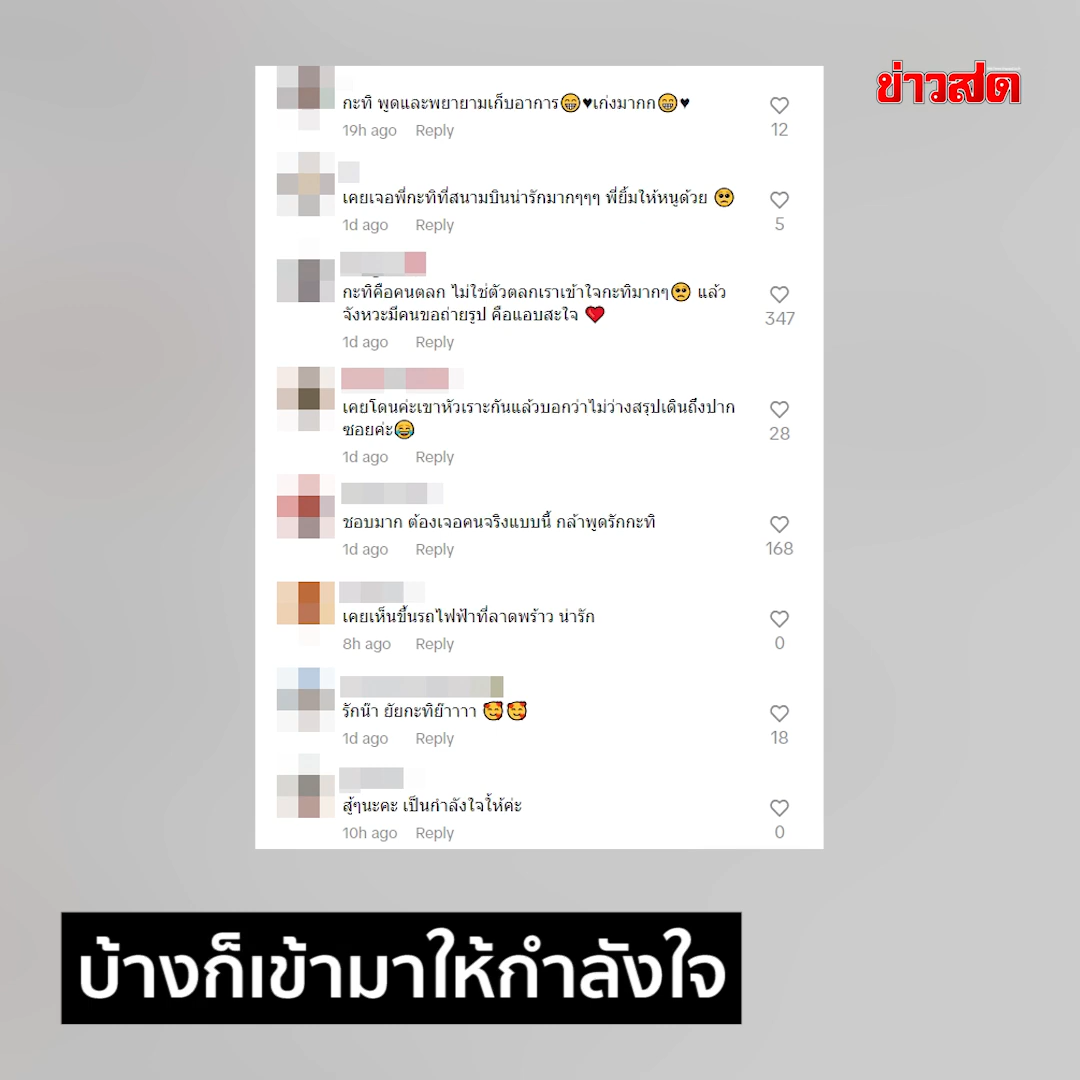 ข่าวสด
กะทิ พูดและพยายามเก็บอาการ😁♥เก่งมากก😁♥
12
19h ago Reply
เคยเจอพี่กะทิที่สนามบินน่ารักมากๆๆๆ พี่ยิ้มให้หนูด้วย 🥺
5
1d ago Reply
กะทิคือคนตลก ไม่ใช่ตัวตลกเราเข้าใจกะทิมากๆ🥺 แล้ว
จังหวะมีคนขอถ่ายรูป คือแอบสะใจ ❤️
347
1d ago Reply
เคยโดนค่ะเขาหัวเราะกันแล้วบอกว่าไม่ว่างสรุปเดินถึงปาก
ซอยค่ะ😂
28
1d ago Reply
ชอบมาก ต้องเจอคนจริงแบบนี้ กล้าพูดรักกะทิ
168
1d ago Reply
เคยเห็นขึ้นรถไฟฟ้าที่ลาดพร้าว น่ารัก
0
8h ago Reply
รักน๊า ยัยกะทิย๊าาาา 🥰🥰
18
1d ago Reply
สู้ๆนะคะ เป็นกำลังใจให้ค่ะ
0
10h ago Reply
บ้างก็เข้ามาให้กำลังใจ